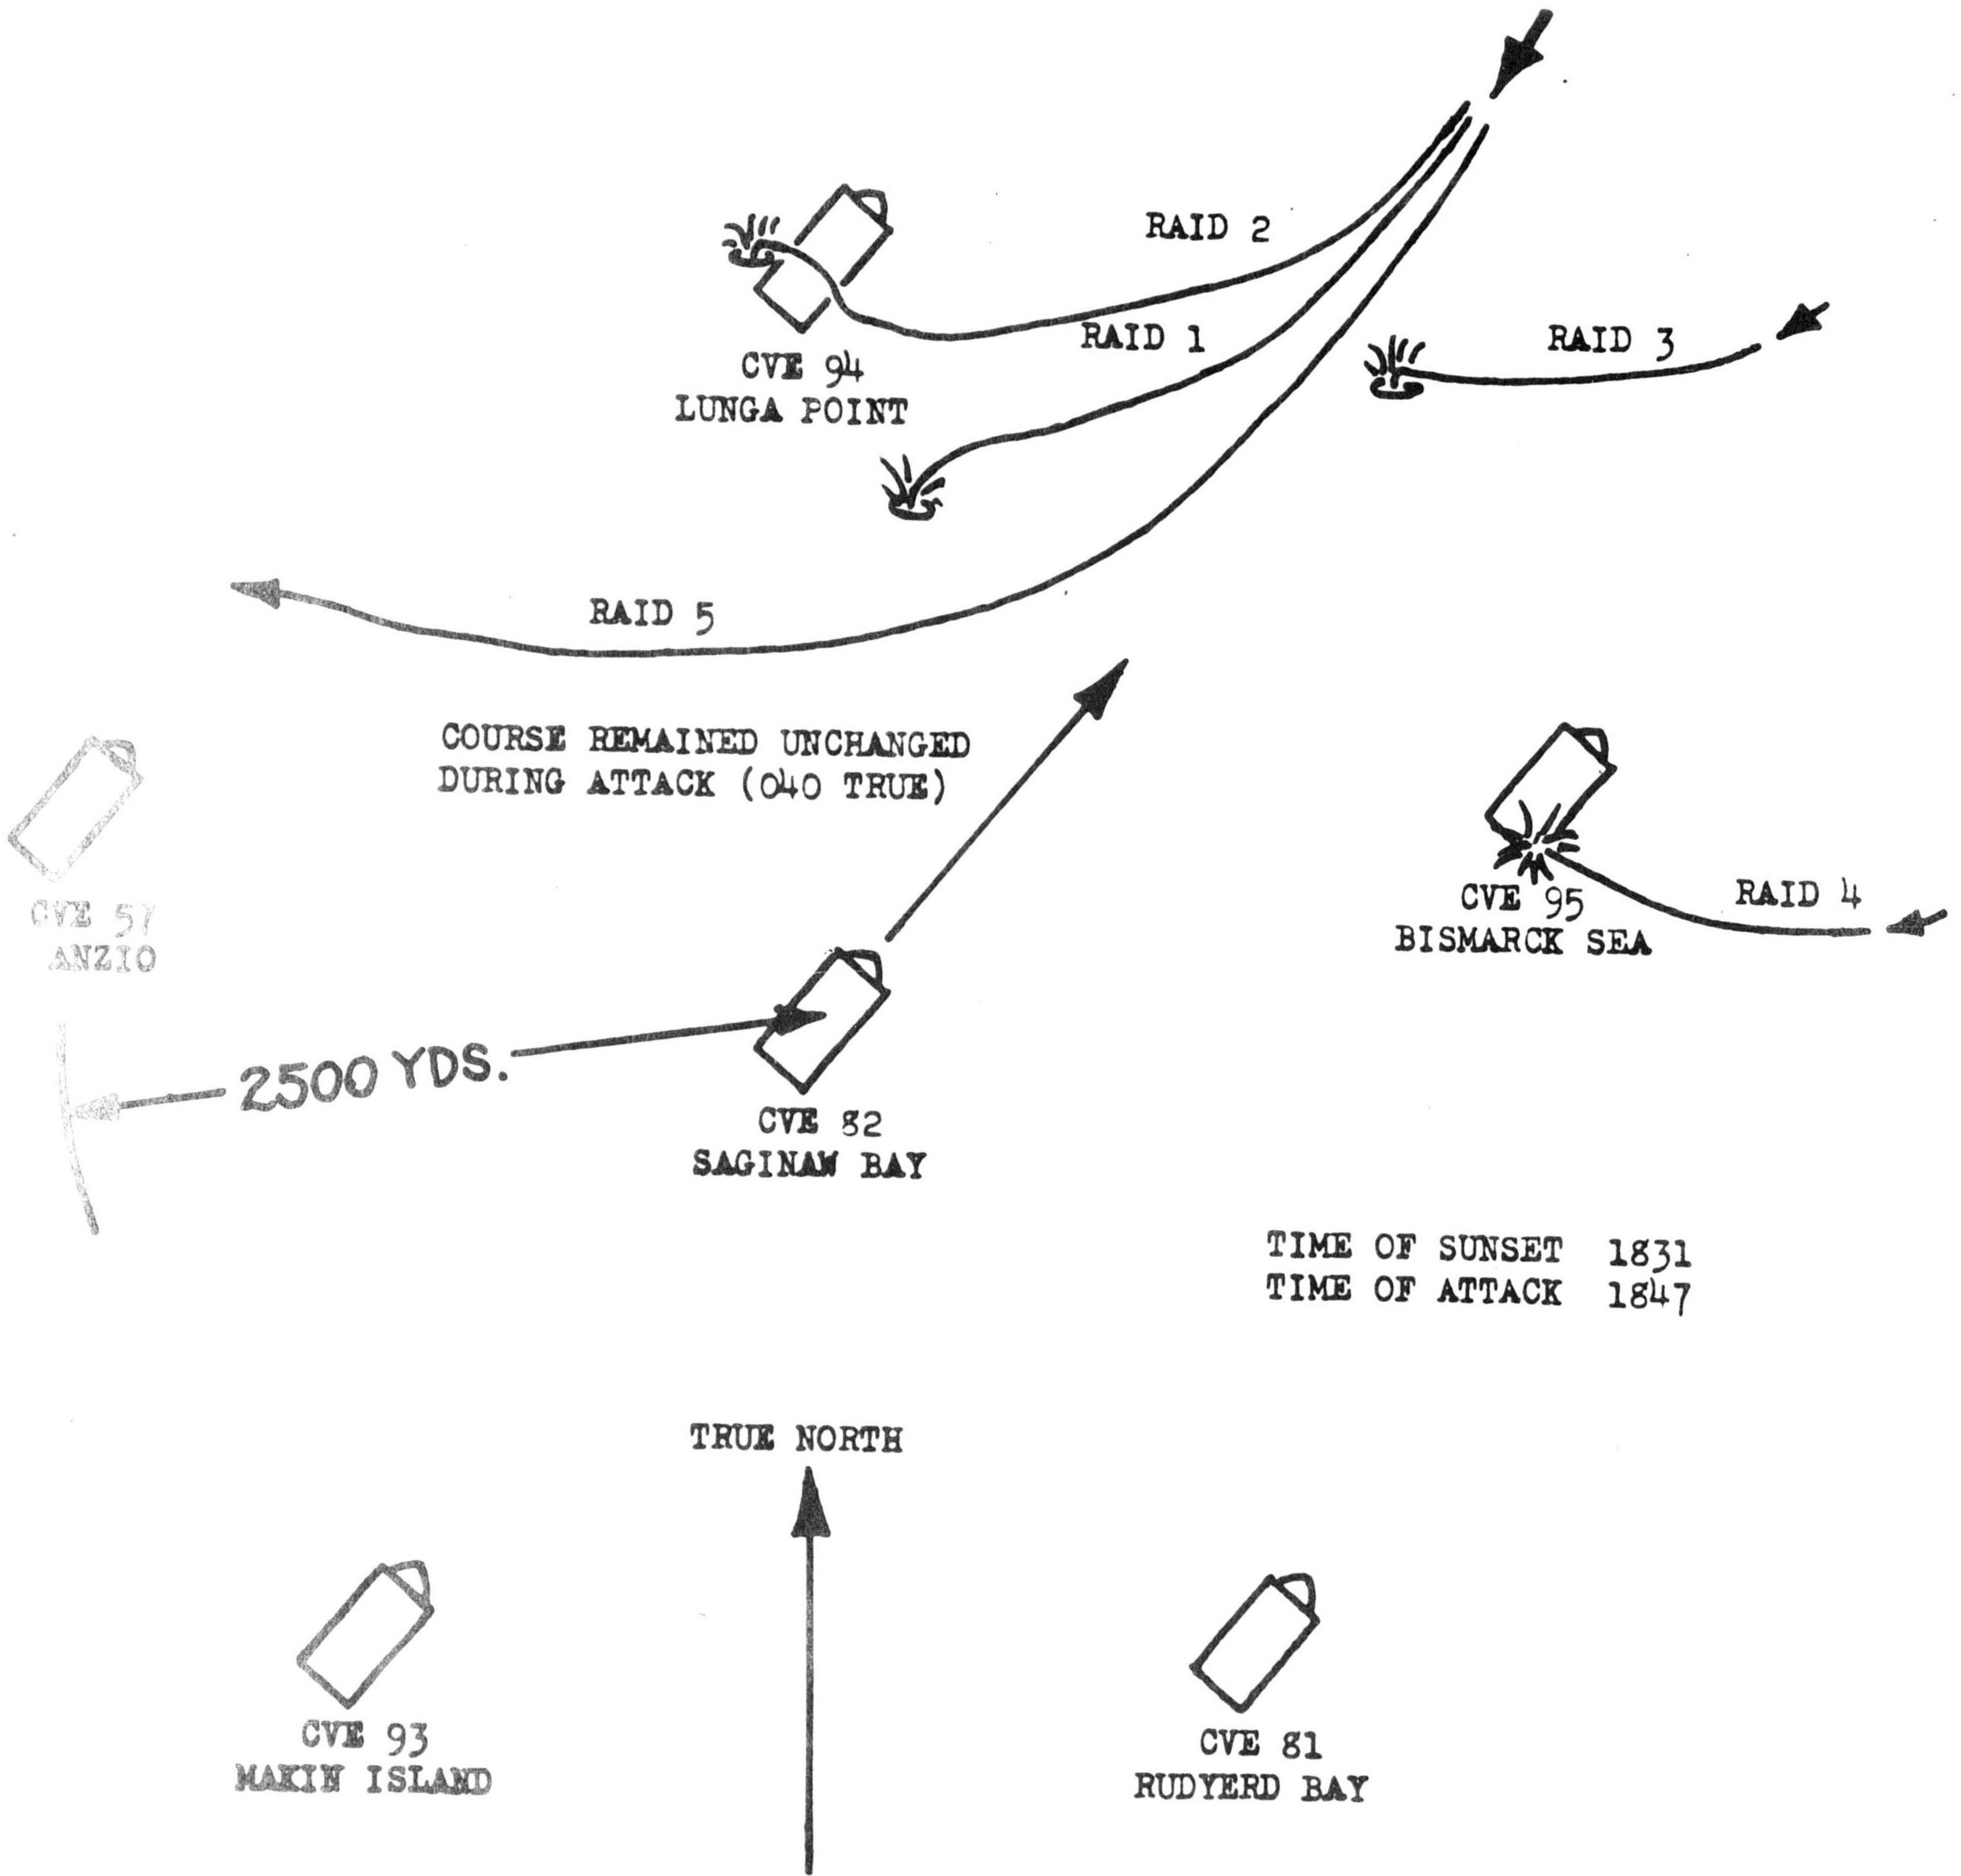 RAID 2
RAID 1
RAID 3
CVE 94
LUNGA POINT
RAID 5
COURSE REMAINED UNCHANGED
DURING ATTACK (040 TRUE)
CVE 57
ANZIO
CVE 95
BISMARCK SEA
RAID 4
2500 YDS.
CVE 82
SAGINAW BAY
TIME OF SUNSET 1831
TIME OF ATTACK 1847
TRUE NORTH
CVE 93
MAKIN ISLAND
CVE 81
RUDYERD BAY